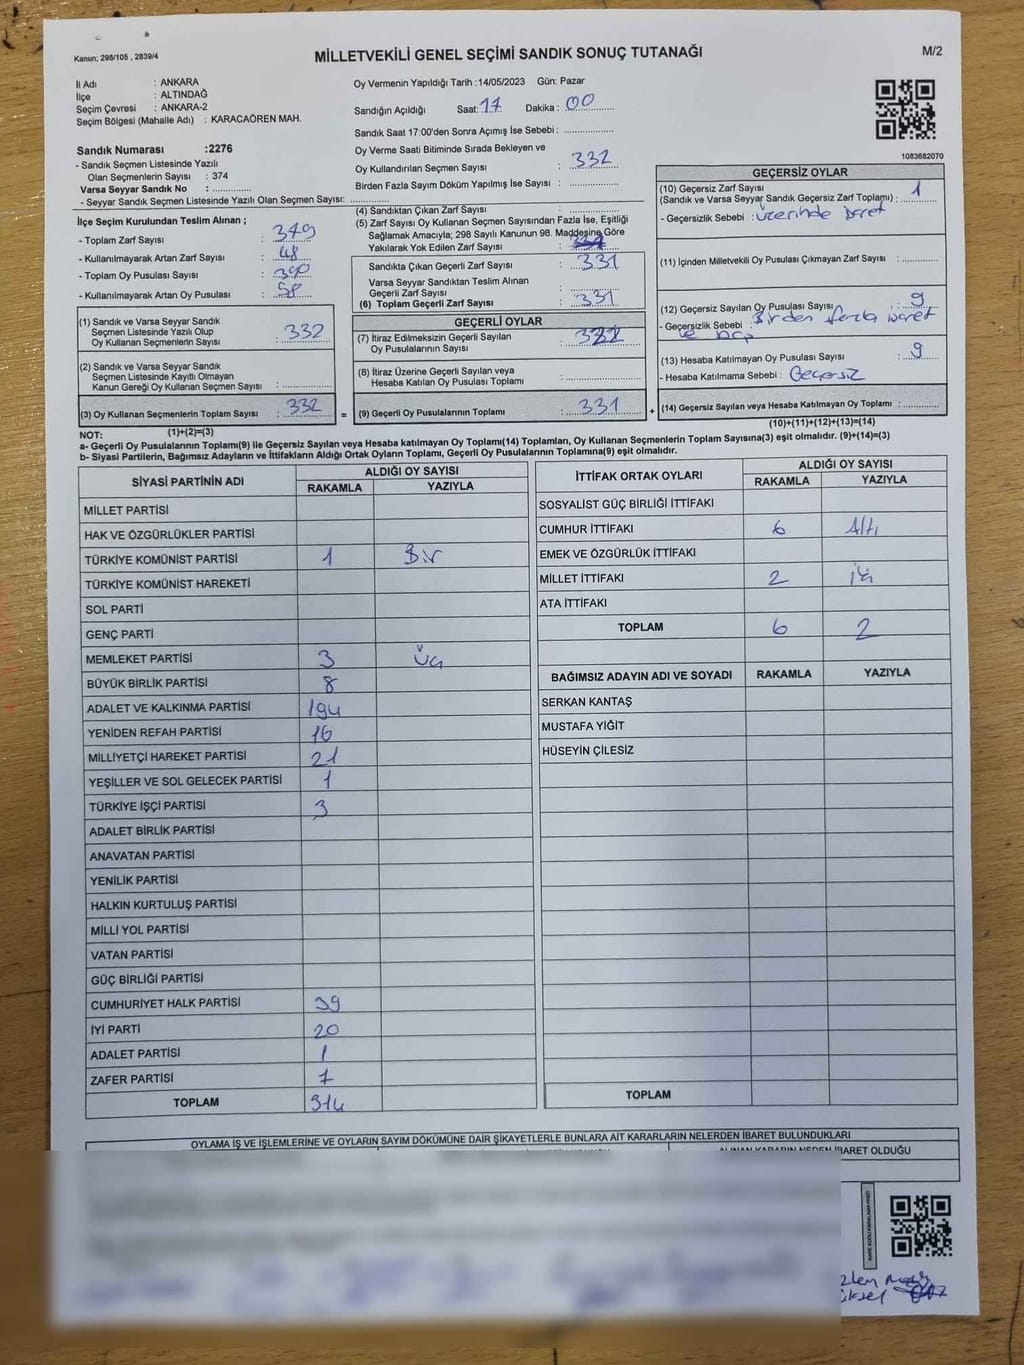 Kanun; 298/105 , 2839/4
MİLLETVEKİLİ GENEL SEÇİMİ SANDIK SONUÇ TUTANAĞI
M/2
İl Adı : ANKARA
İlçe : ALTINDAĞ
Seçim Çevresi : ANKARA-2
Seçim Bölgesi (Mahalle Adı) : KARACAÖREN MAH.
Sandık Numarası :2276
- Sandık Seçmen Listesinde Yazılı
Olan Seçmenlerin Sayısı : 374
Varsa Seyyar Sandık No : ..............
- Seyyar Sandık Seçmen Listesinde Yazılı Olan Seçmen Sayısı: ..............
Oy Vermenin Yapıldığı Tarih :14/05/2023 Gün: Pazar
Sandığın Açıldığı Saat: 17 Dakika : 00
Sandık Saat 17:00'den Sonra Açımış İse Sebebi : ..............
Oy Verme Saati Bitiminde Sırada Bekleyen ve
Oy Kullandırılan Seçmen Sayısı : 332
Birden Fazla Sayım Döküm Yapılmış İse Sayısı : ..............
1083682070
İlçe Seçim Kurulundan Teslim Alınan ;
- Toplam Zarf Sayısı : 379
- Kullanılmayarak Artan Zarf Sayısı : 48
- Toplam Oy Pusulası Sayısı : 390
- Kullanılmayarak Artan Oy Pusulası : 58
(1) Sandık ve Varsa Seyyar Sandık
Seçmen Listesinde Yazılı Olup
Oy Kullanan Seçmenlerin Sayısı : 332
(2) Sandık ve Varsa Seyyar Sandık
Seçmen Listesinde Kayıtlı Olmayan
Kanun Gereği Oy Kullanan Seçmen Sayısı : ..............
(3) Oy Kullanan Seçmenlerin Toplam Sayısı : 332 =
(1)+(2)=(3)
(4) Sandıktan Çıkan Zarf Sayısı : ..............
(5) Zarf Sayısı Oy Kullanan Seçmen Sayısından Fazla İse, Eşitliği
Sağlamak Amacıyla; 298 Sayılı Kanunun 98. Maddesine Göre
Yakılarak Yok Edilen Zarf Sayısı :
Sandıkta Çıkan Geçerli Zarf Sayısı : 331
Varsa Seyyar Sandıktan Teslim Alınan
Geçerli Zarf Sayısı : ..............
(6) Toplam Geçerli Zarf Sayısı : 331
GEÇERLİ OYLAR
(7) İtiraz Edilmeksizin Geçerli Sayılan
Oy Pusulalarının Sayısı :
(8) İtiraz Üzerine Geçerli Sayılan veya
Hesaba Katılan Oy Pusulası Toplamı : ..............
(9) Geçerli Oy Pusulalarının Toplamı : 331 +
GEÇERSİZ OYLAR
(10) Geçersiz Zarf Sayısı
(Sandık ve Varsa Seyyar Sandık Geçersiz Zarf Toplamı) : 1
- Geçersizlik Sebebi : üzerinde
(11) İçinden Milletvekili Oy Pusulası Çıkmayan Zarf Sayısı : ..............
(12) Geçersiz Sayılan Oy Pusulası Sayısı : 9
- Geçersizlik Sebebi : Birden fazla
(13) Hesaba Katılmayan Oy Pusulası Sayısı : 9
- Hesaba Katılmama Sebebi : Geçersiz
(14) Geçersiz Sayılan veya Hesaba Katılmayan Oy Toplamı : ..............
(10)+(11)+(12)+(13)=(14)
NOT:
a- Geçerli Oy Pusulalarının Toplamı(9) ile Geçersiz Sayılan veya Hesaba katılmayan Oy Toplamı(14) Toplamları, Oy Kullanan Seçmenlerin Toplam Sayısına(3) eşit olmalıdır. (9)+(14)=(3)
b- Siyasi Partilerin, Bağımsız Adayların ve İttifakların Aldığı Ortak Oyların Toplamı, Geçerli Oy Pusulalarının Toplamına(9) eşit olmalıdır.
SİYASİ PARTİNİN ADI
ALDIĞI OY SAYISI
RAKAMLA YAZIYLA
MİLLET PARTİSİ
HAK VE ÖZGÜRLÜKLER PARTİSİ
TÜRKİYE KOMÜNİST PARTİSİ 1 Bir
TÜRKİYE KOMÜNİST HAREKETİ
SOL PARTİ
GENÇ PARTİ
MEMLEKET PARTİSİ 3 Üç
BÜYÜK BİRLİK PARTİSİ 8
ADALET VE KALKINMA PARTİSİ 194
YENİDEN REFAH PARTİSİ 16
MİLLİYETÇİ HAREKET PARTİSİ 21
YEŞİLLER VE SOL GELECEK PARTİSİ 1
TÜRKİYE İŞÇİ PARTİSİ 3
ADALET BİRLİK PARTİSİ
ANAVATAN PARTİSİ
YENİLİK PARTİSİ
HALKIN KURTULUŞ PARTİSİ
MİLLİ YOL PARTİSİ
VATAN PARTİSİ
GÜÇ BİRLİĞİ PARTİSİ
CUMHURİYET HALK PARTİSİ 39
İYİ PARTİ 20
ADALET PARTİSİ 1
ZAFER PARTİSİ 7
TOPLAM 314
İTTİFAK ORTAK OYLARI
ALDIĞI OY SAYISI
RAKAMLA YAZIYLA
SOSYALİST GÜÇ BİRLİĞİ İTTİFAKI
CUMHUR İTTİFAKI 6 Altı
EMEK VE ÖZGÜRLÜK İTTİFAKI
MİLLET İTTİFAKI 2 iki
ATA İTTİFAKI
TOPLAM 6 2
BAĞIMSIZ ADAYIN ADI VE SOYADI RAKAMLA YAZIYLA
SERKAN KANTAŞ
MUSTAFA YİĞİT
HÜSEYİN ÇİLESİZ
TOPLAM
OYLAMA İŞ VE İŞLEMLERİNE VE OYLARIN SAYIM DÖKÜMÜNE DAİR ŞİKAYETLERLE BUNLARA AİT KARARLARIN NELERDEN İBARET BULUNDUKLARI
ALINAN KARARIN NEDEN İBARET OLDUĞU